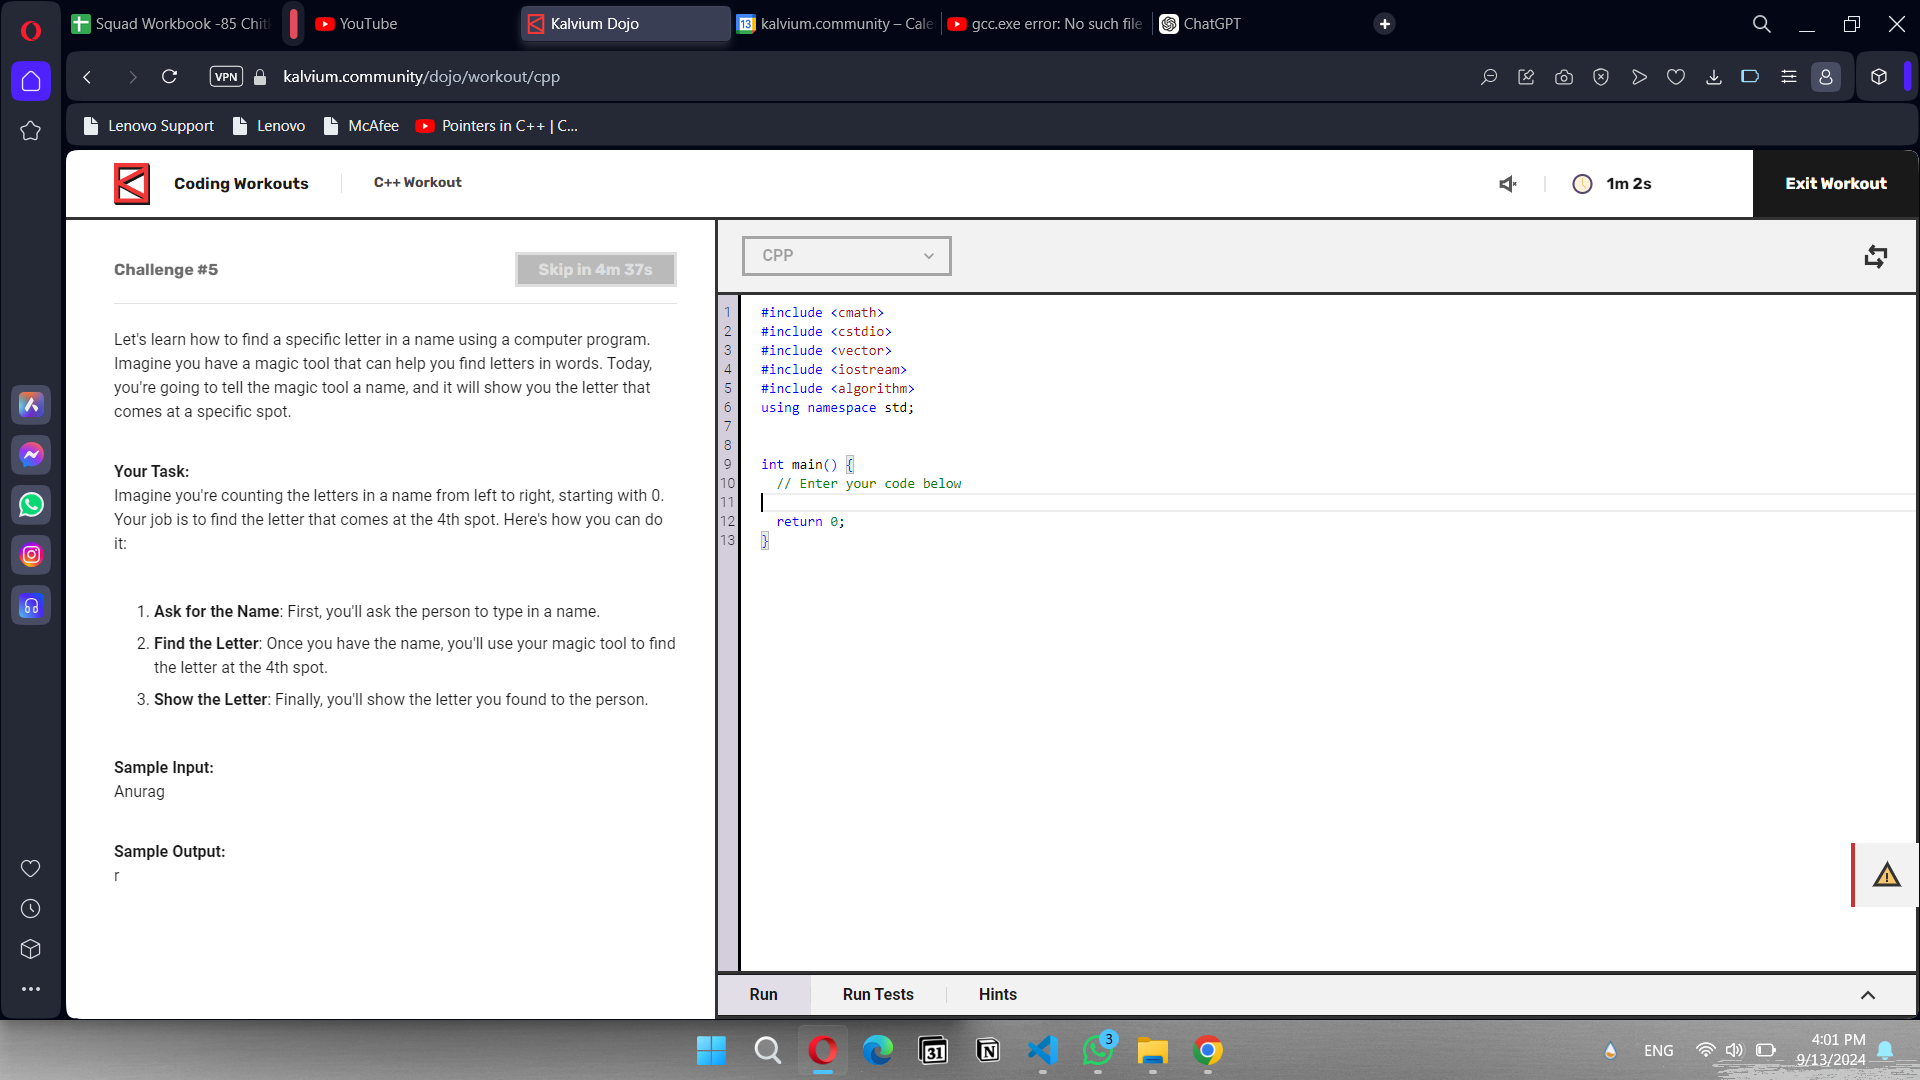 Squad Workbook -85 Chitk
YouTube
Kalvium Dojo
13
kalvium.community – Cale
gcc.exe error: No such file
ChatGPT
VPN
kalvium.community/dojo/workout/cpp
Lenovo Support
Lenovo
McAfee
Pointers in C++ | C...
Coding Workouts
C++ Workout
1m 2s
Exit Workout
Challenge #5
Skip in 4m 37s
CPP
Let's learn how to find a specific letter in a name using a computer program.
Imagine you have a magic tool that can help you find letters in words. Today,
you're going to tell the magic tool a name, and it will show you the letter that
comes at a specific spot.
Your Task:
Imagine you're counting the letters in a name from left to right, starting with 0.
Your job is to find the letter that comes at the 4th spot. Here's how you can do
it:
1. Ask for the Name: First, you'll ask the person to type in a name.
2. Find the Letter: Once you have the name, you'll use your magic tool to find
the letter at the 4th spot.
3. Show the Letter: Finally, you'll show the letter you found to the person.
Sample Input:
Anurag
Sample Output:
r
1 #include <cmath>
2 #include <cstdio>
3 #include <vector>
4 #include <iostream>
5 #include <algorithm>
6 using namespace std;
7
8
9 int main() {
10 // Enter your code below
11
12 return 0;
13 }
Run
Run Tests
Hints
31
N
3
ENG
4:01 PM
9/13/2024